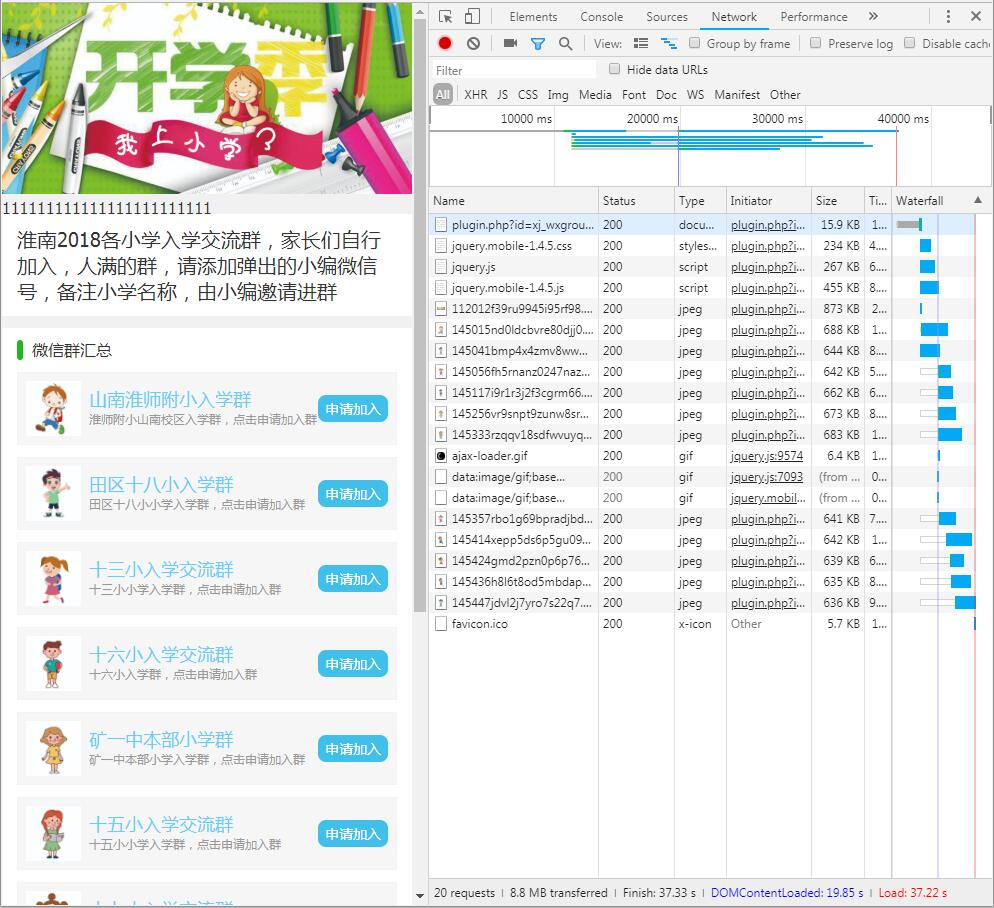 开学季
我上小学了
1111111111111111111111111
淮南2018各小学入学交流群，家长们自行
加入，人满的群，请添加弹出的小编微信
号，备注小学名称，由小编邀请进群
微信群汇总
山南淮师附小入学群
淮师附小山南校区入学群，点击申请加入群
申请加入
田区十八小入学群
田区十八小小学入学群，点击申请加入群
申请加入
十三小入学交流群
十三小小学入学群，点击申请加入群
申请加入
十六小入学交流群
十六小入学群，点击申请加入群
申请加入
矿一中本部小学群
矿一中本部小学入学群，点击申请加入群
申请加入
十五小入学交流群
十五小小学入学群，点击申请加入群
申请加入
Elements Console Sources Network Performance »
View: Group by frame Preserve log Disable cach
Filter Hide data URLs
All XHR JS CSS Img Media Font Doc WS Manifest Other
10000 ms 20000 ms 30000 ms 40000 ms
Name Status Type Initiator Size Ti... Waterfall
plugin.php?id=xj_wxgrou... 200 docu... plugin.php?i... 15.9 KB 1...
jquery.mobile-1.4.5.css 200 styles... plugin.php?i... 234 KB 4...
jquery.js 200 script plugin.php?i... 267 KB 6...
jquery.mobile-1.4.5.js 200 script plugin.php?i... 455 KB 8...
112012f39ru9945i95rf98.... 200 jpeg plugin.php?i... 873 KB 2...
145015nd0ldcbvre80djj0.... 200 jpeg plugin.php?i... 688 KB 1...
145041bmp4x4zmv8ww... 200 jpeg plugin.php?i... 644 KB 8...
145056fh5rnanz0247naz... 200 jpeg plugin.php?i... 642 KB 5...
145117i9r1r3j2f3cgrm66... 200 jpeg plugin.php?i... 662 KB 6...
145256vr9snpt9zunw8sr... 200 jpeg plugin.php?i... 673 KB 8...
145333rzqqv18sdfwvuyq... 200 jpeg plugin.php?i... 683 KB 1...
ajax-loader.gif 200 gif jquery.js:9574 6.4 KB 1...
data:image/gif;base... 200 gif jquery.js:7093 (from ... 0...
data:image/gif;base... 200 gif jquery.mobil... (from ... 0...
145357rbo1g69bpradjbd... 200 jpeg plugin.php?i... 641 KB 7...
145414xepp5ds6p5gu09... 200 jpeg plugin.php?i... 642 KB 1...
145424gmd2pzn0p6p76... 200 jpeg plugin.php?i... 639 KB 6...
145436h8l6t8od5mbdap... 200 jpeg plugin.php?i... 635 KB 8...
145447jdvl2j7yro7s22q7.... 200 jpeg plugin.php?i... 636 KB 9...
favicon.ico 200 x-icon Other 5.7 KB 1...
20 requests | 8.8 MB transferred | Finish: 37.33 s | DOMContentLoaded: 19.85 s | Load: 37.22 s